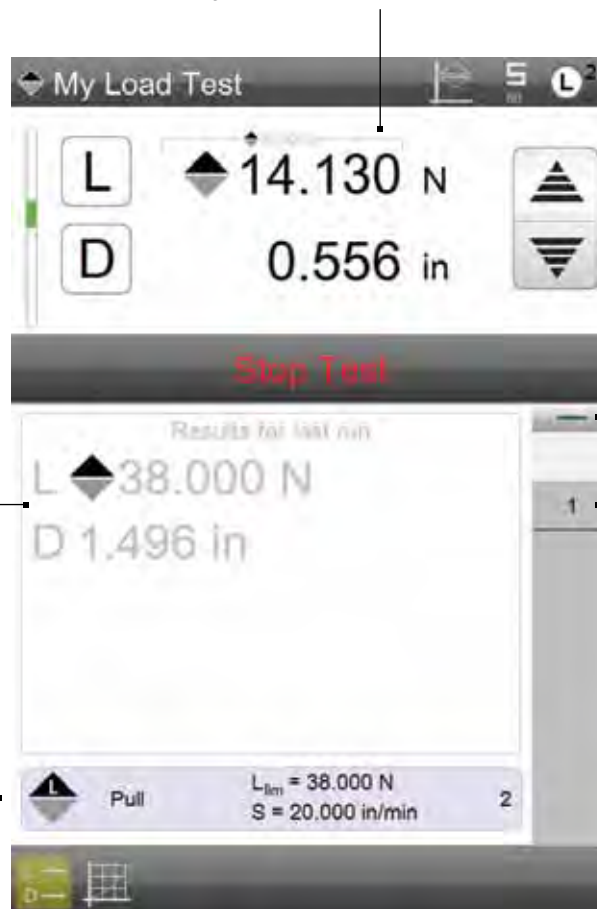 My Load Test
S
L 2
L 14.130 N
D 0.556 in
Stop Test
Results for last run
L 38.000 N
D 1.496 in
1
L
Pull
Llim = 38.000 N
S = 20.000 in/min
2
D